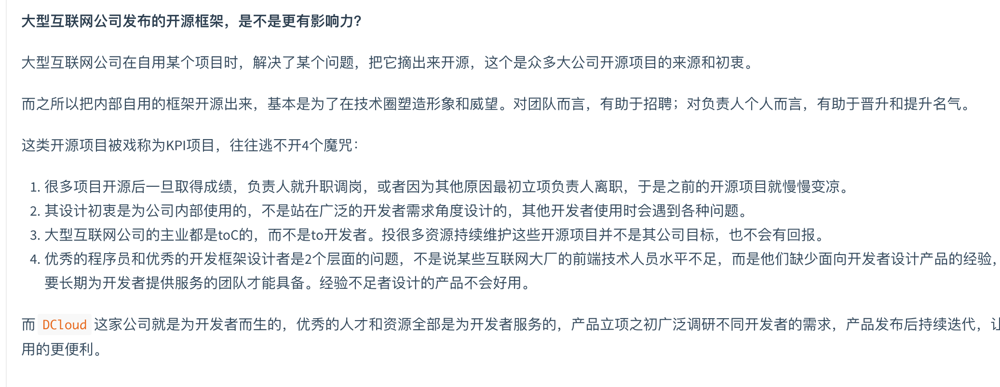 大型互联网公司发布的开源框架，是不是更有影响力?
大型互联网公司在自用某个项目时，解决了某个问题，把它摘出来开源，这个是众多大公司开源项目的来源和初衷。
而之所以把内部自用的框架开源出来，基本是为了在技术圈塑造形象和威望。对团队而言，有助于招聘；对负责人个人而言，有助于晋升和提升名气。
这类开源项目被戏称为KPI项目，往往逃不开4个魔咒：
1. 很多项目开源后一旦取得成绩，负责人就升职调岗，或者因为其他原因最初立项负责人离职，于是之前的开源项目就慢慢变凉。
2. 其设计初衷是为公司内部使用的，不是站在广泛的开发者需求角度设计的，其他开发者使用时会遇到各种问题。
3. 大型互联网公司的主业都是toC的，而不是to开发者。投很多资源持续维护这些开源项目并不是其公司目标，也不会有回报。
4. 优秀的程序员和优秀的开发框架设计者是2个层面的问题，不是说某些互联网大厂的前端技术人员水平不足，而是他们缺少面向开发者设计产品的经验，
要长期为开发者提供服务的团队才能具备。经验不足者设计的产品不会好用。
而 DCloud 这家公司就是为开发者而生的，优秀的人才和资源全部是为开发者服务的，产品立项之初广泛调研不同开发者的需求，产品发布后持续迭代，
用的更便利。